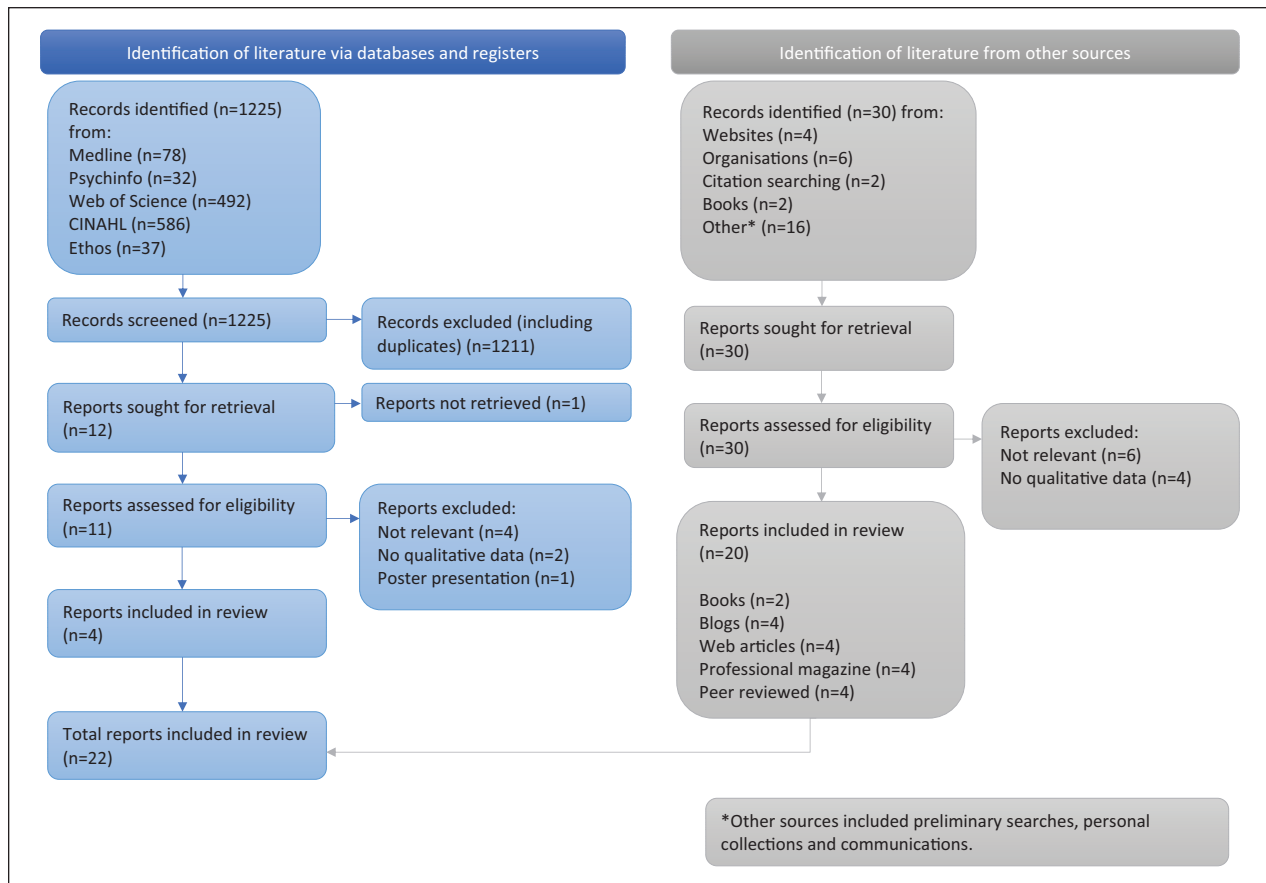 Identification of literature via databases and registers
Records identified (n=1225)
from:
Medline (n=78)
Psychinfo (n=32)
Web of Science (n=492)
CINAHL (n=586)
Ethos (n=37)
Records screened (n=1225)
Records excluded (including
duplicates) (n=1211)
Reports sought for retrieval
(n=12)
Reports not retrieved (n=1)
Reports assessed for eligibility
(n=11)
Reports excluded:
Not relevant (n=4)
No qualitative data (n=2)
Poster presentation (n=1)
Reports included in review
(n=4)
Total reports included in review
(n=22)
Identification of literature from other sources
Records identified (n=30) from:
Websites (n=4)
Organisations (n=6)
Citation searching (n=2)
Books (n=2)
Other* (n=16)
Reports sought for retrieval
(n=30)
Reports assessed for eligibility
(n=30)
Reports excluded:
Not relevant (n=6)
No qualitative data (n=4)
Reports included in review
(n=20)
Books (n=2)
Blogs (n=4)
Web articles (n=4)
Professional magazine (n=4)
Peer reviewed (n=4)
*Other sources included preliminary searches, personal
collections and communications.